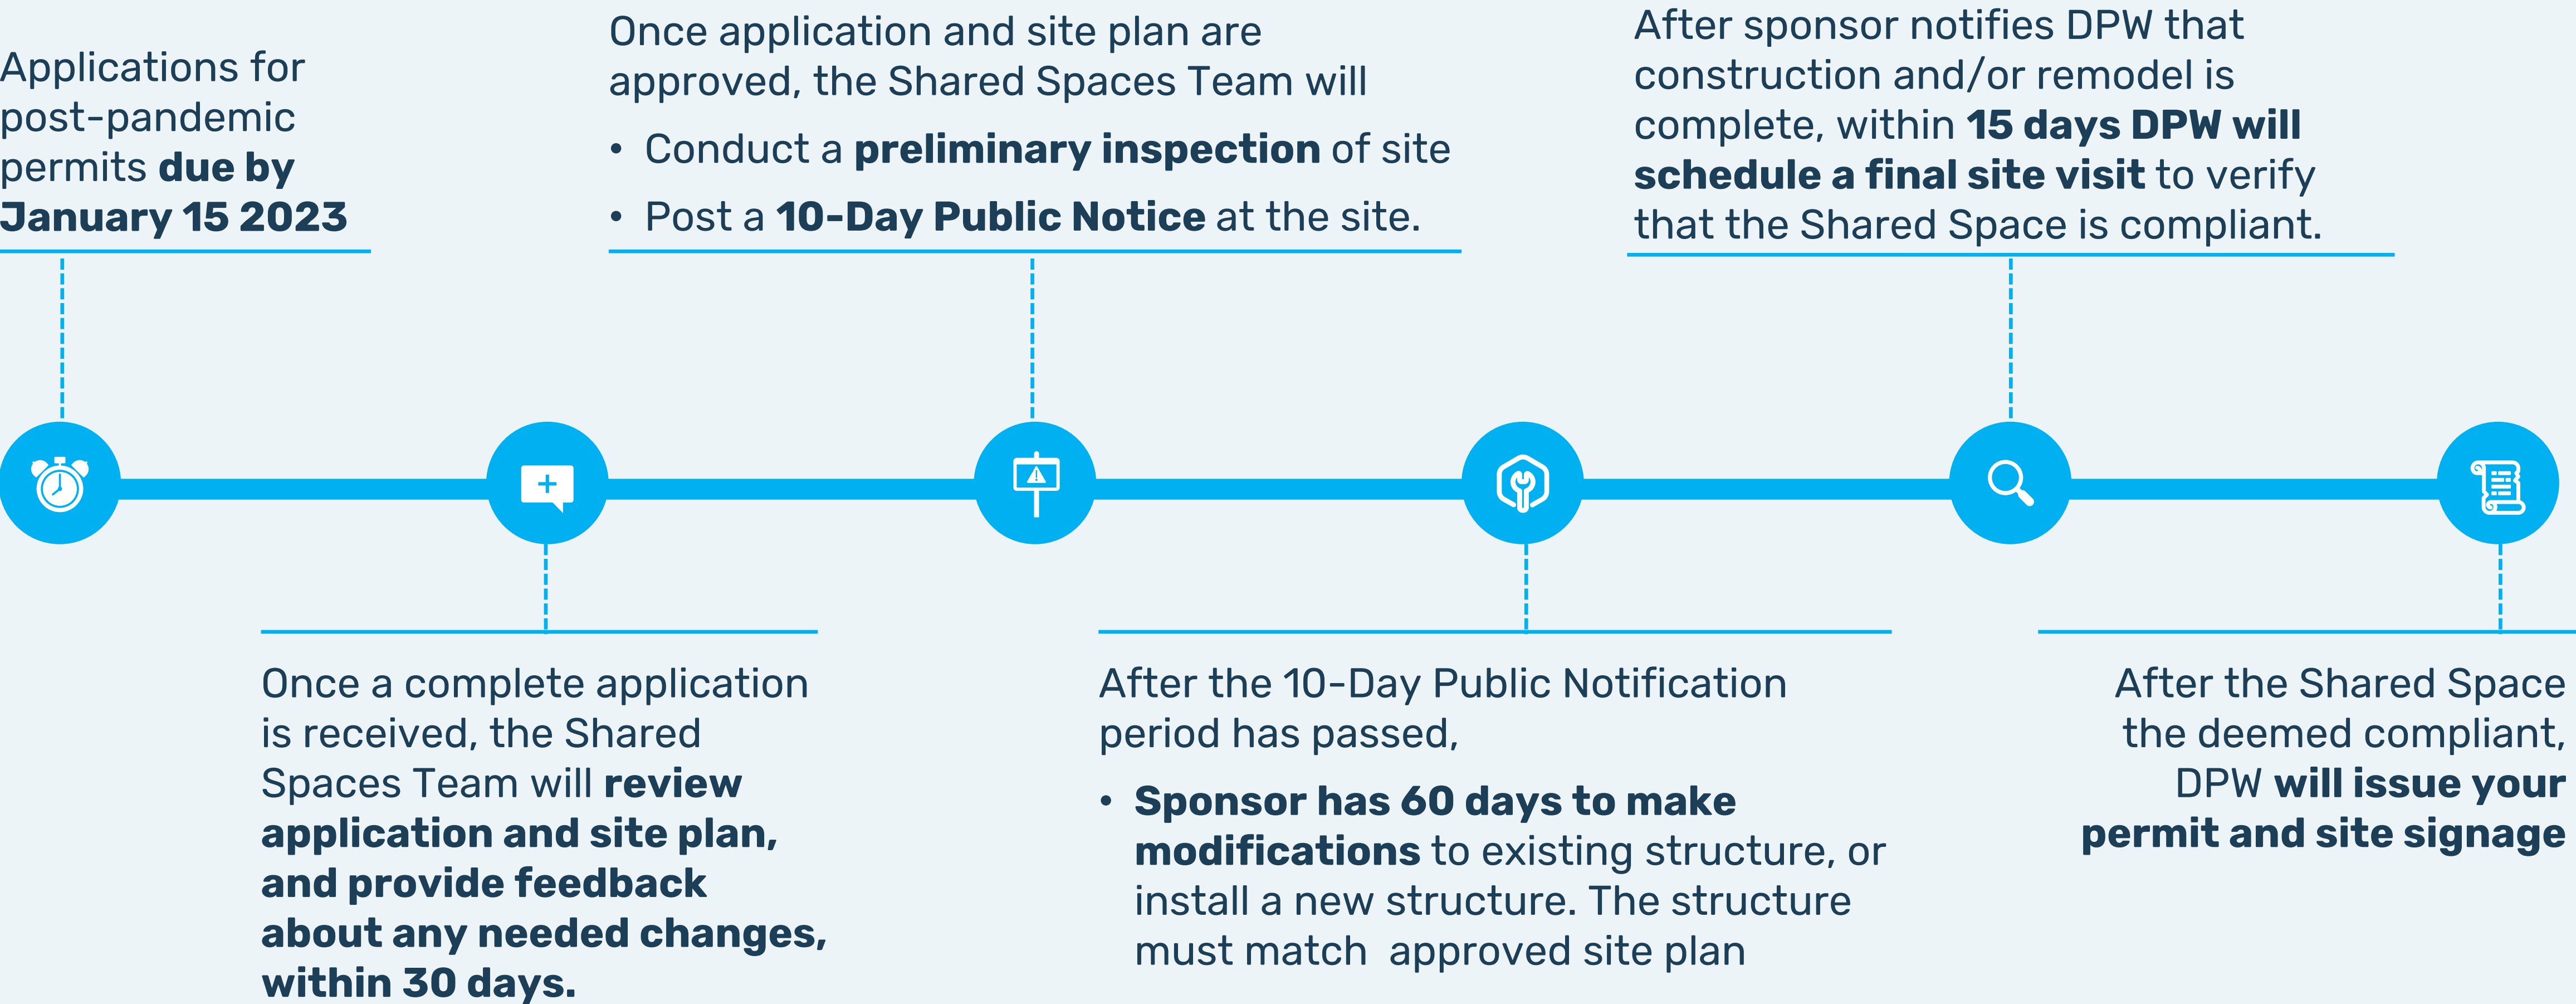 Applications for
post-pandemic
permits due by
January 15 2023
Once a complete application
is received, the Shared
Spaces Team will review
application and site plan,
and provide feedback
about any needed changes,
within 30 days.
Once application and site plan are
approved, the Shared Spaces Team will
• Conduct a preliminary inspection of site
• Post a 10-Day Public Notice at the site.
After the 10-Day Public Notification
period has passed,
• Sponsor has 60 days to make
modifications to existing structure, or
install a new structure. The structure
must match  approved site plan
After sponsor notifies DPW that
construction and/or remodel is
complete, within 15 days DPW will
schedule a final site visit to verify
that the Shared Space is compliant.
After the Shared Space
the deemed compliant,
DPW will issue your
permit and site signage